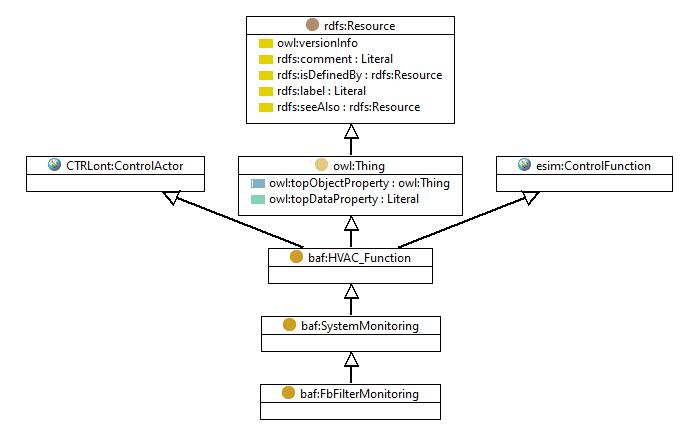 rdfs:Resource
owl:versionInfo
rdfs:comment : Literal
rdfs:isDefinedBy : rdfs:Resource
rdfs:label : Literal
rdfs:seeAlso : rdfs:Resource
CTRLont:ControlActor
owl:Thing
owl:topObjectProperty : owl:Thing
owl:topDataProperty : Literal
esim:ControlFunction
baf:HVAC_Function
baf:SystemMonitoring
baf:FbFilterMonitoring